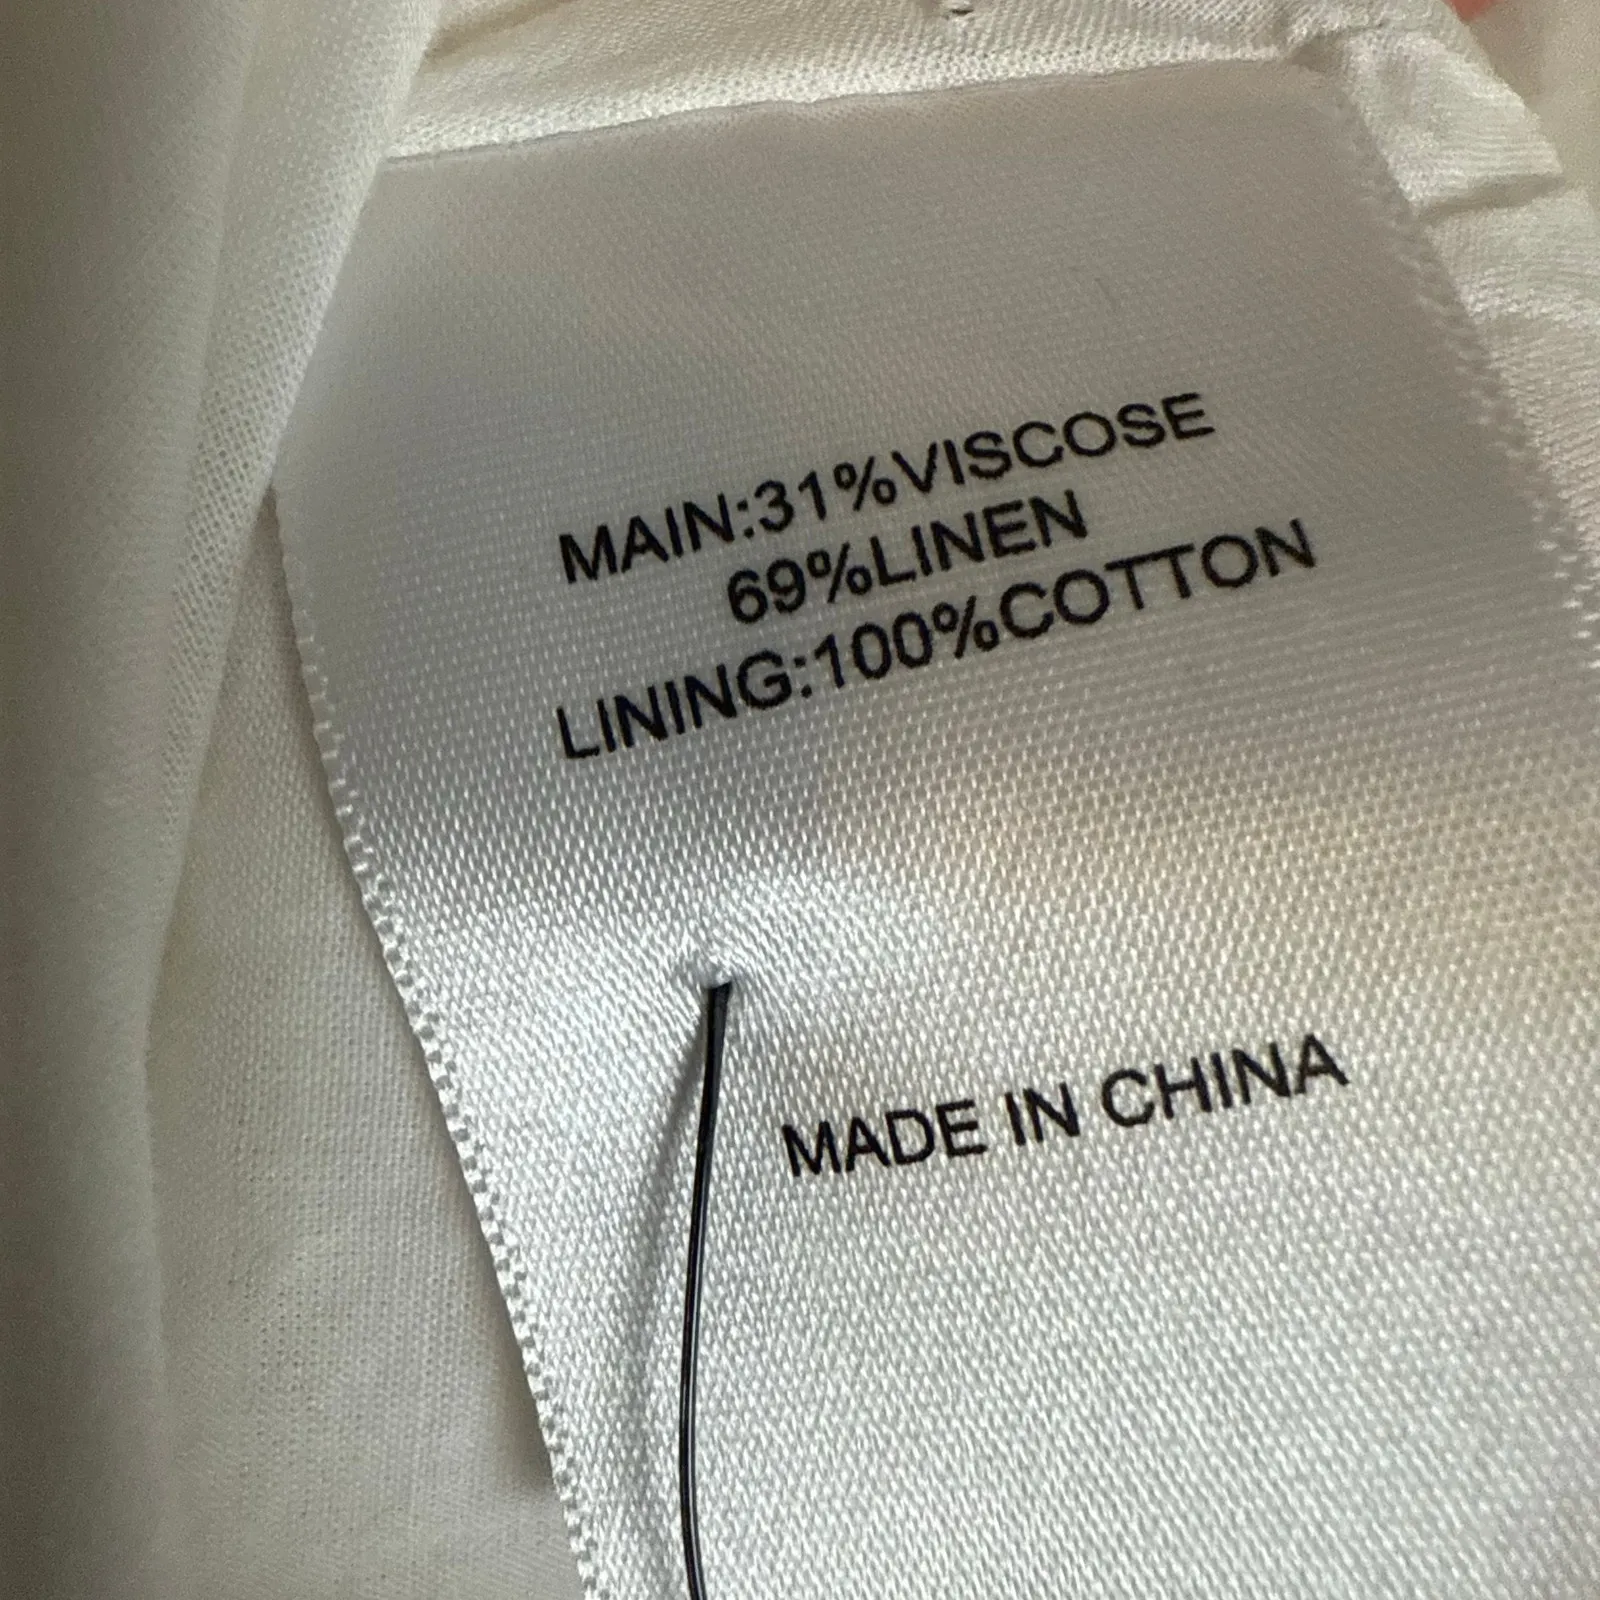 MAIN:31%VISCOSE
69%LINEN
LINING:100%COTTON
MADE IN CHINA